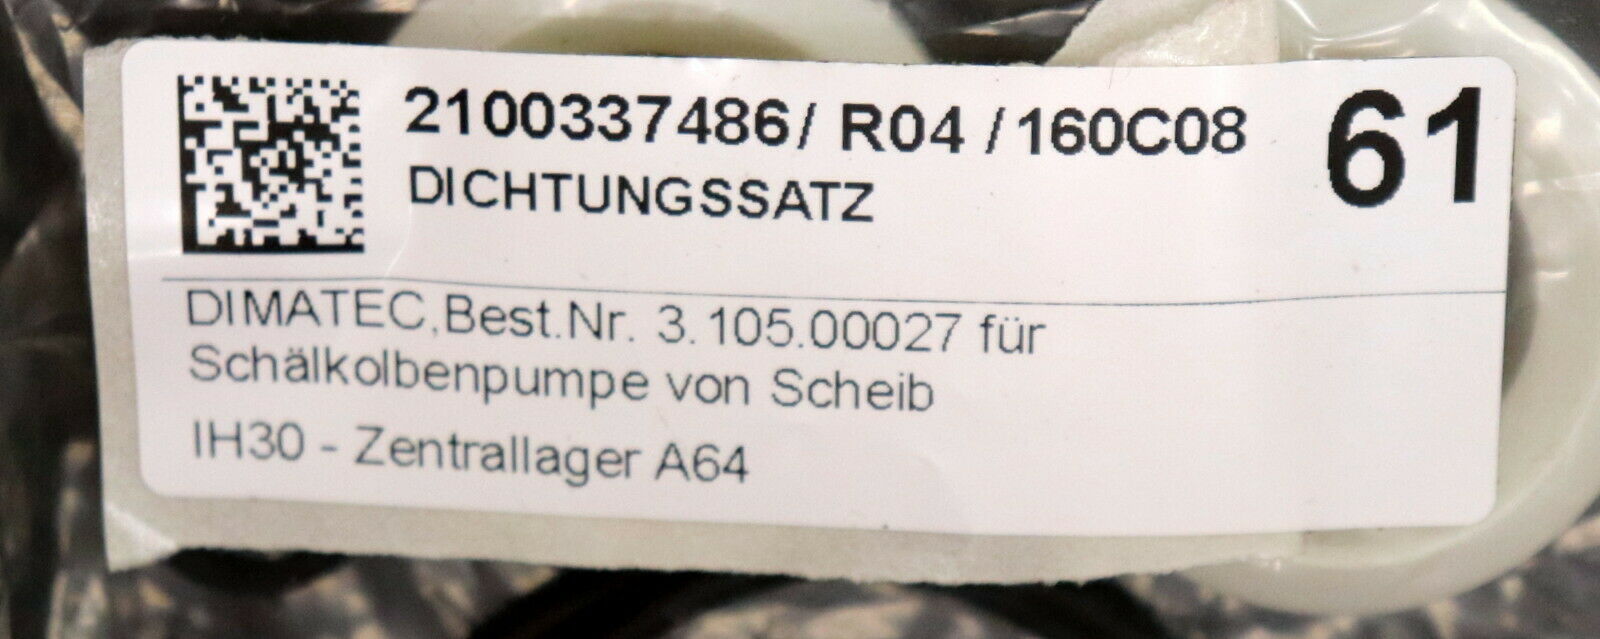 2100337486/ R04 /160C08
61
DICHTUNGSSATZ
DIMATEC,Best.Nr. 3.105.00027 für
Schälkolbenpumpe von Scheib
IH30 - Zentrallager A64